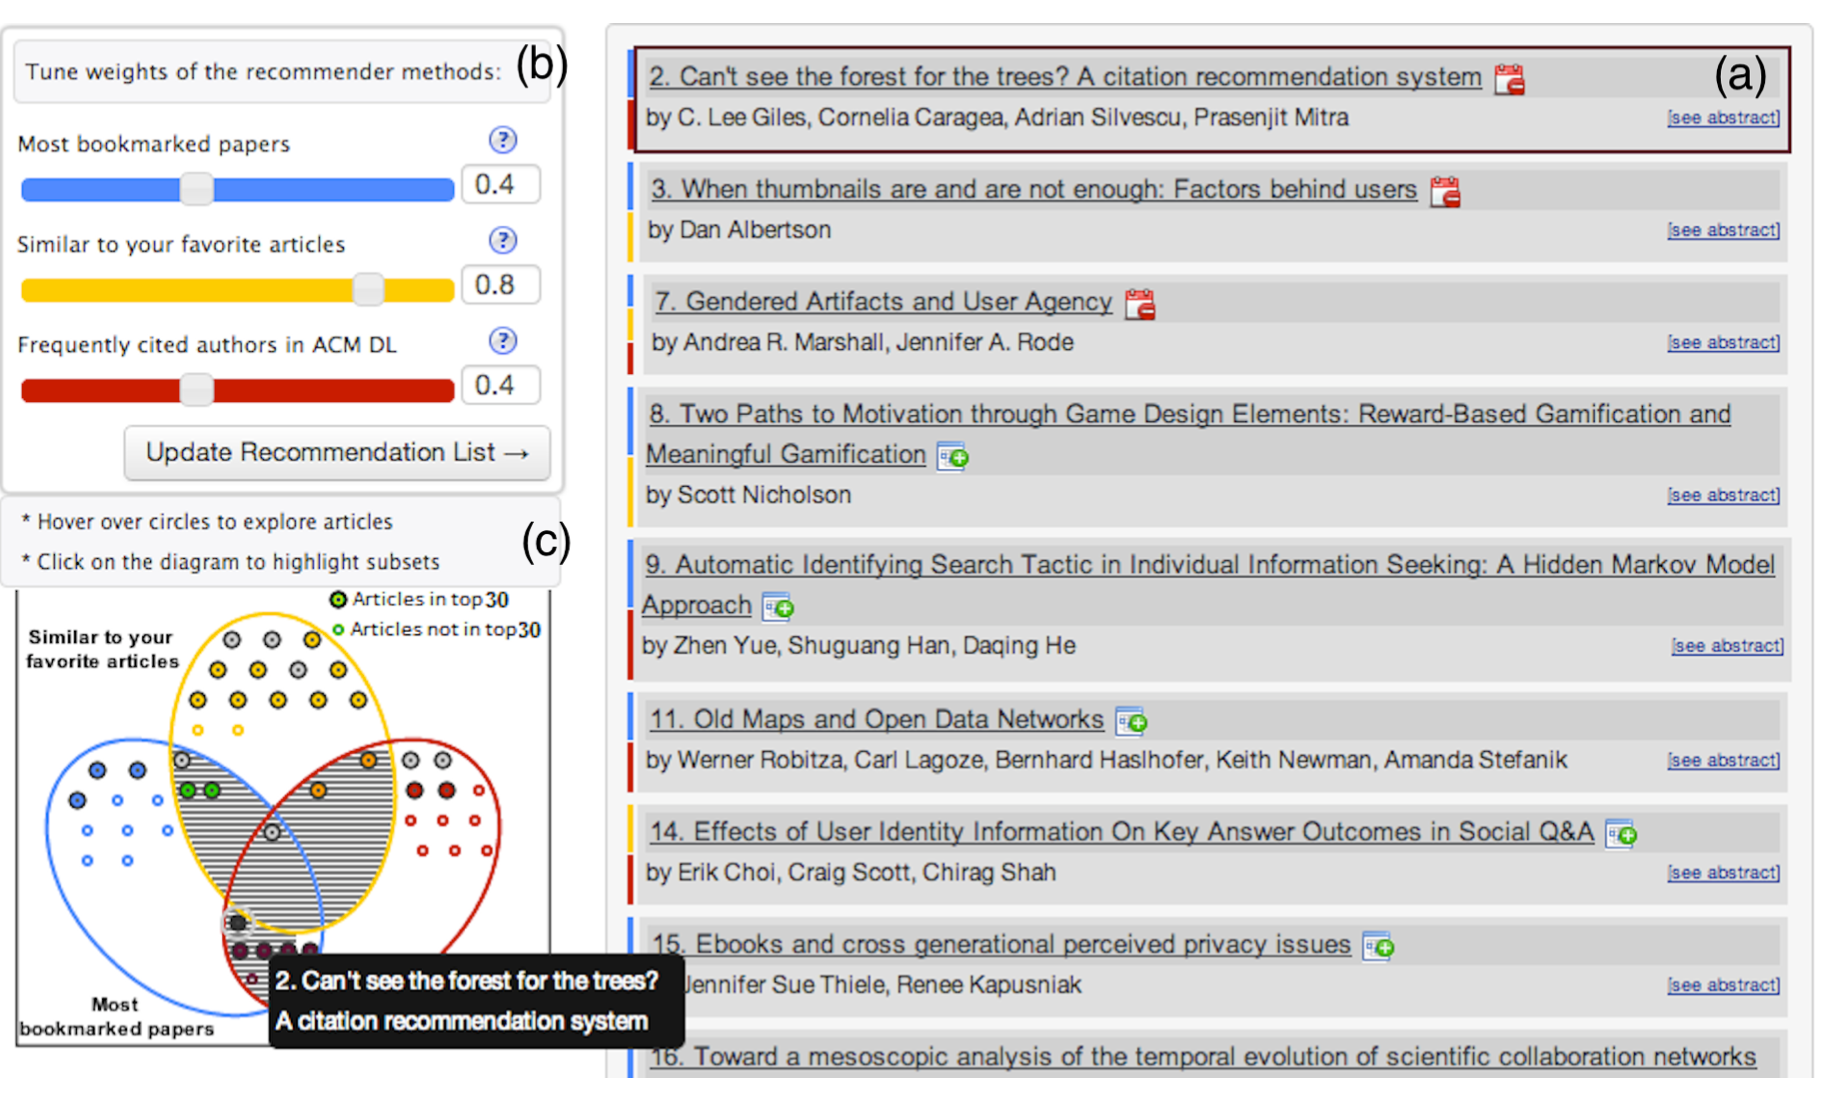 Tune weights of the recommender methods:
(b)
Most bookmarked papers
?
0.4
Similar to your favorite articles
?
0.8
Frequently cited authors in ACM DL
?
0.4
Update Recommendation List →
* Hover over circles to explore articles
* Click on the diagram to highlight subsets
(c)
Articles in top 30
Articles not in top 30
Similar to your
favorite articles
Most
bookmarked papers
2. Can't see the forest for the trees?
A citation recommendation system
(a)
2. Can't see the forest for the trees? A citation recommendation system
by C. Lee Giles, Cornelia Caragea, Adrian Silvescu, Prasenjit Mitra
[see abstract]
3. When thumbnails are and are not enough: Factors behind users
by Dan Albertson
[see abstract]
7. Gendered Artifacts and User Agency
by Andrea R. Marshall, Jennifer A. Rode
[see abstract]
8. Two Paths to Motivation through Game Design Elements: Reward-Based Gamification and
Meaningful Gamification
by Scott Nicholson
[see abstract]
9. Automatic Identifying Search Tactic in Individual Information Seeking: A Hidden Markov Model
Approach
by Zhen Yue, Shuguang Han, Daqing He
[see abstract]
11. Old Maps and Open Data Networks
by Werner Robitza, Carl Lagoze, Bernhard Haslhofer, Keith Newman, Amanda Stefanik
[see abstract]
14. Effects of User Identity Information On Key Answer Outcomes in Social Q&A
by Erik Choi, Craig Scott, Chirag Shah
[see abstract]
15. Ebooks and cross generational perceived privacy issues
Jennifer Sue Thiele, Renee Kapusniak
[see abstract]
16. Toward a mesoscopic analysis of the temporal evolution of scientific collaboration networks